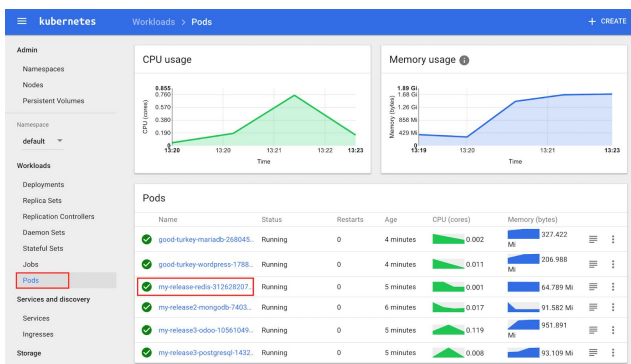 kubernetes
Workloads > Pods
+ CREATE
Admin
Namespaces
Nodes
Persistent Volumes
Namespace
default
Workloads
Deployments
Replica Sets
Replication Controllers
Daemon Sets
Stateful Sets
Jobs
Pods
Services and discovery
Services
Ingresses
Storage
CPU usage
CPU (cores)
0.855
0.760
0.570
0.380
0.190
0
13:20 13:20 13:21 13:22 13:23
Time
Memory usage
Memory (bytes)
1.89 Gi
1.68 Gi
1.26 Gi
858 Mi
429 Mi
0
13:19 13:20 13:21 13:23
Time
Pods
Name Status Restarts Age CPU (cores) Memory (bytes)
good-turkey-mariadb-268045... Running 0 4 minutes 0.002 327.422 Mi
good-turkey-wordpress-1788... Running 0 4 minutes 0.011 206.988 Mi
my-release-redis-312628207... Running 0 5 minutes 0.001 64.789 Mi
my-release2-mongodb-7403... Running 0 6 minutes 0.017 91.582 Mi
my-release3-odoo-10561049... Running 0 5 minutes 0.119 951.891 Mi
my-release3-postgresql-1432... Running 0 5 minutes 0.008 93.109 Mi